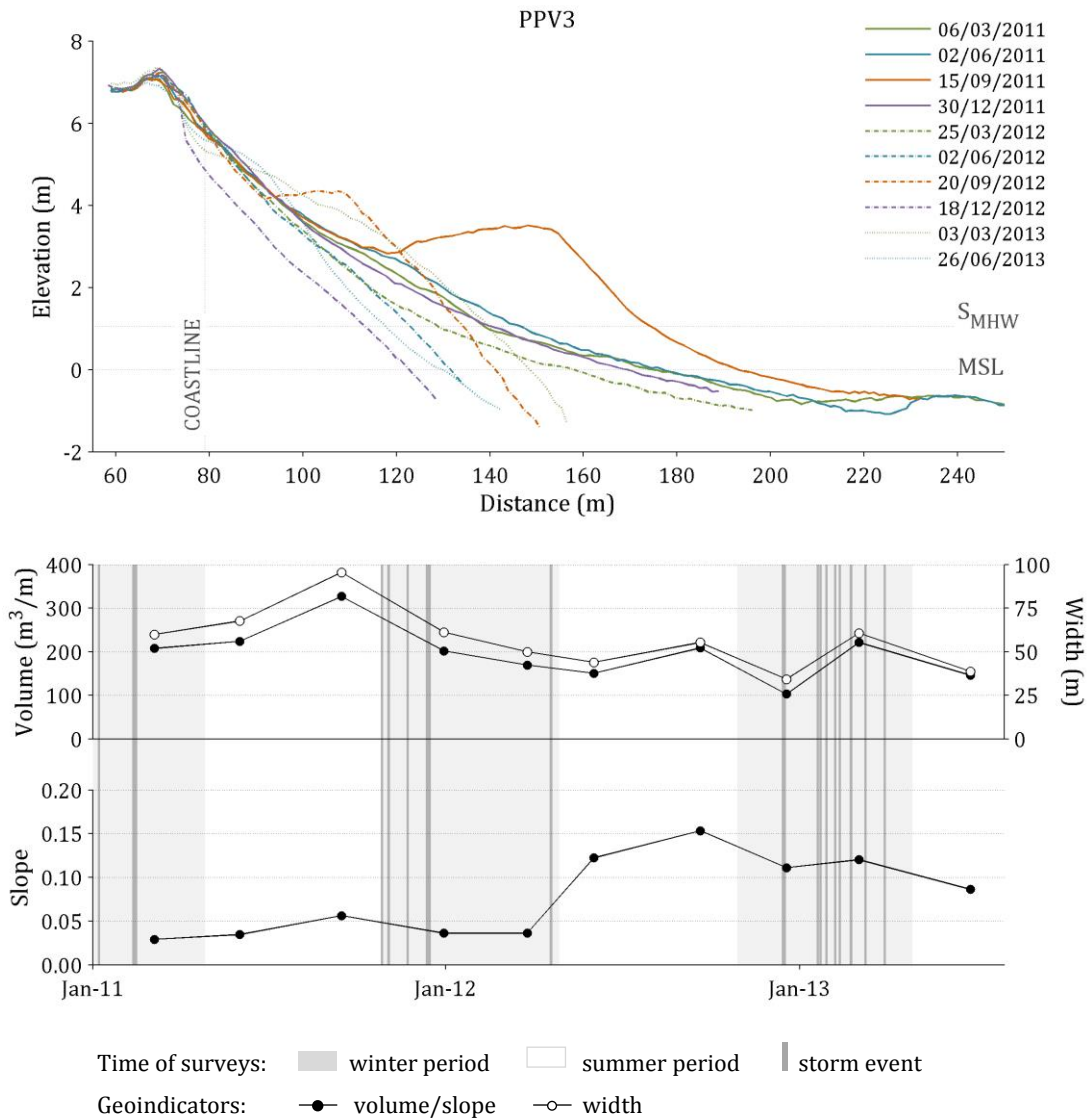 PPV3
8
6
4
2
0
-2
Elevation (m)
06/03/2011
02/06/2011
15/09/2011
30/12/2011
25/03/2012
02/06/2012
20/09/2012
18/12/2012
03/03/2013
26/06/2013
COASTLINE
S_MHW
MSL
60 80 100 120 140 160 180 200 220 240
Distance (m)
400
300
200
100
0
Volume (m³/m)
100
75
50
25
0
Width (m)
0.20
0.15
0.10
0.05
0.00
Slope
Jan-11 Jan-12 Jan-13
Time of surveys: winter period summer period storm event
Geoindicators: volume/slope width